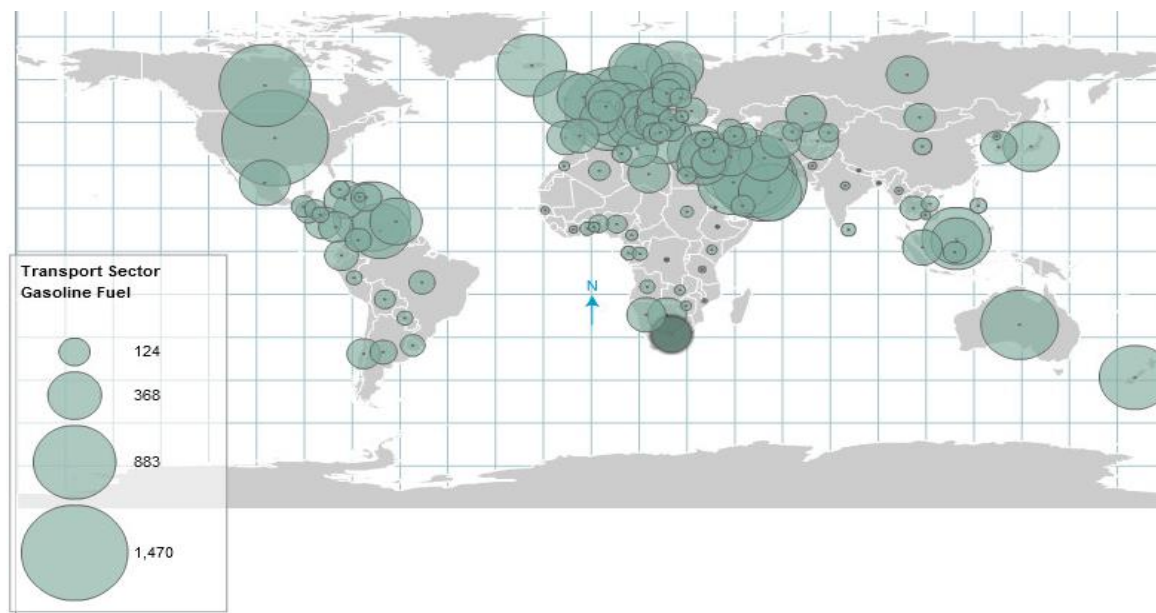 N
Transport Sector
Gasoline Fuel
124
368
883
1,470